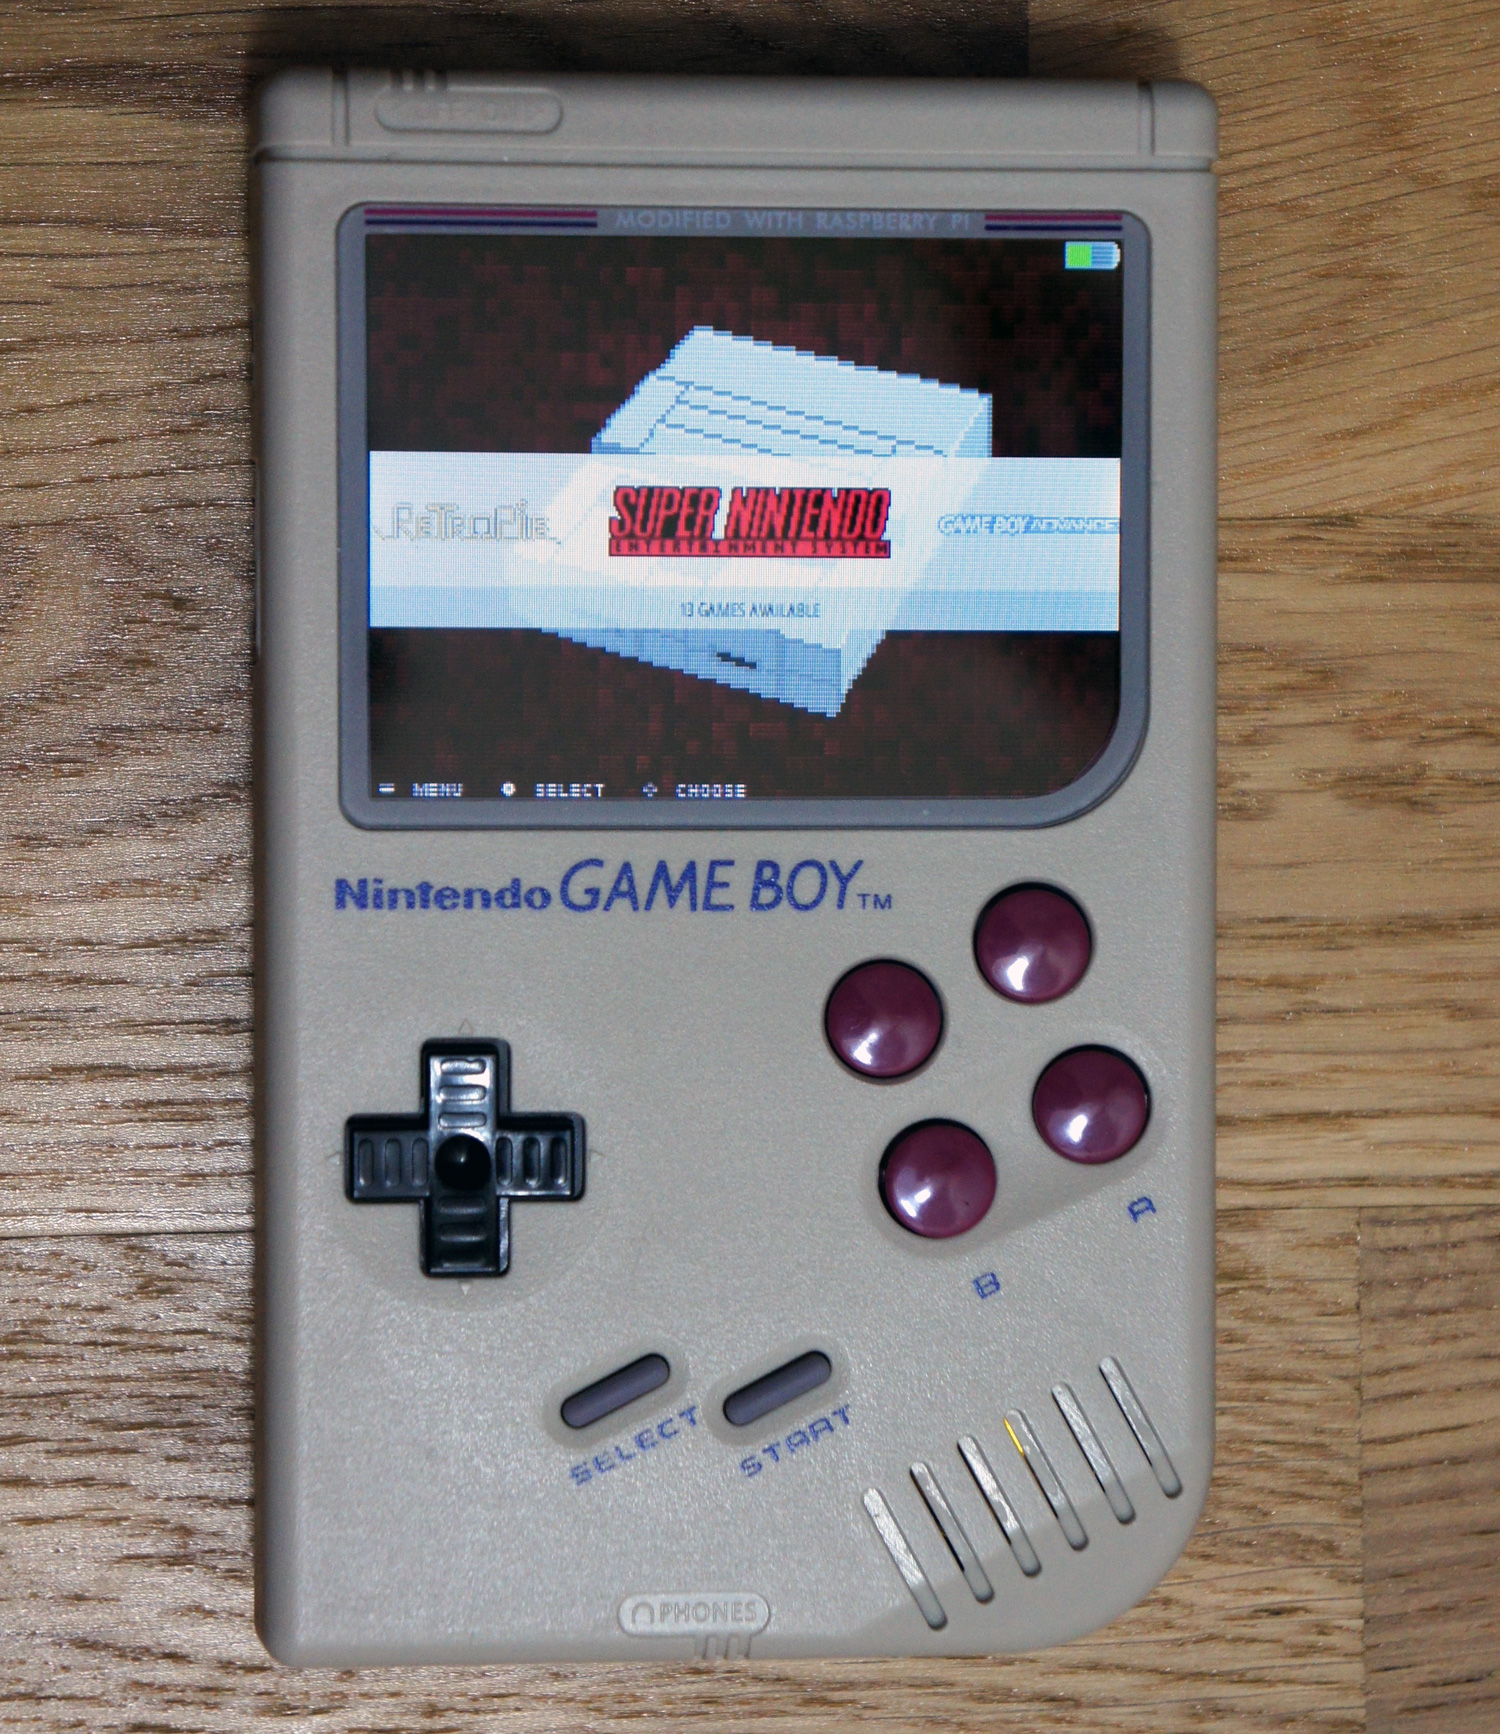 MODIFIED WITH RASPBERRY PI
RETROPIE
SUPER NINTENDO
ENTERTAINMENT SYSTEM
GAME BOY ADVANCE
13 GAMES AVAILABLE
MENU SELECT CHOOSE
Nintendo GAME BOY TM
A
B
SELECT
START
PHONES